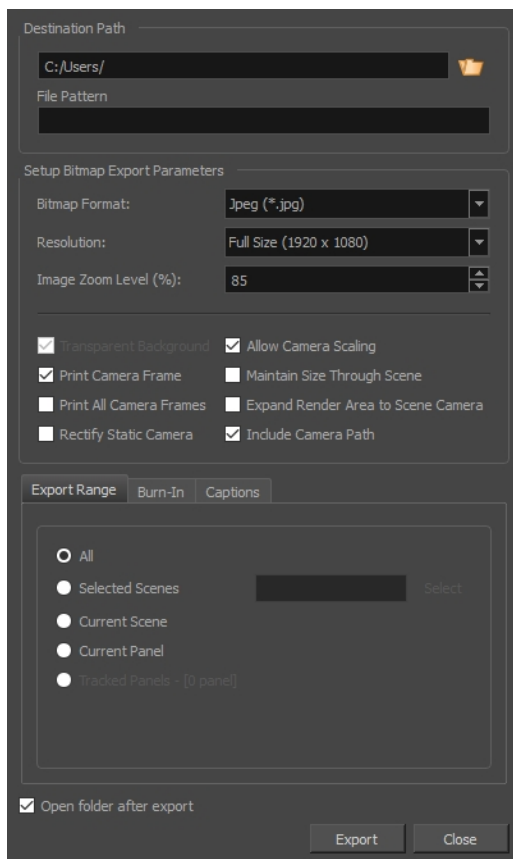 Destination Path
C:/Users/
File Pattern
Setup Bitmap Export Parameters
Bitmap Format: Jpeg (*.jpg)
Resolution: Full Size (1920 x 1080)
Image Zoom Level (%): 85
Transparent Background Allow Camera Scaling
Print Camera Frame Maintain Size Through Scene
Print All Camera Frames Expand Render Area to Scene Camera
Rectify Static Camera Include Camera Path
Export Range Burn-In Captions
All
Selected Scenes Select
Current Scene
Current Panel
Tracked Panels - [0 panel]
Open folder after export
Export Close